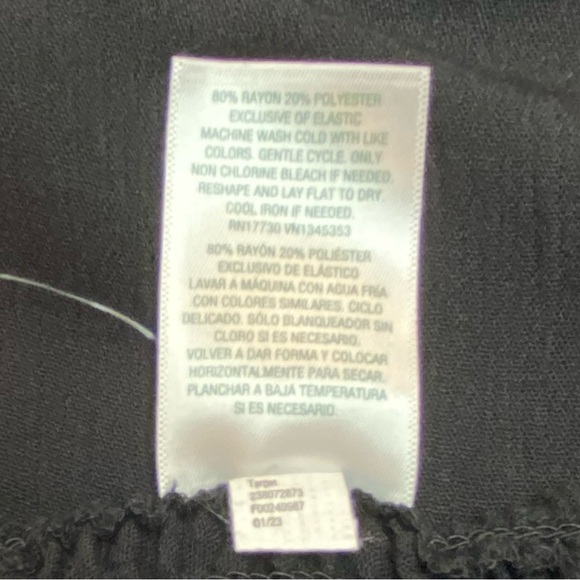 80% RAYON 20% POLYESTER
EXCLUSIVE OF ELASTIC
MACHINE WASH COLD WITH LIKE
COLORS. GENTLE CYCLE. ONLY
NON CHLORINE BLEACH IF NEEDED.
RESHAPE AND LAY FLAT TO DRY.
COOL IRON IF NEEDED.
RN17730 VN1345353
80% RAYÓN 20% POLIÉSTER
EXCLUSIVO DE ELÁSTICO
LAVAR A MÁQUINA CON AGUA FRÍA
CON COLORES SIMILARES. CICLO
DELICADO. SÓLO BLANQUEADOR SIN
CLORO SI ES NECESARIO.
VOLVER A DAR FORMA Y COLOCAR
HORIZONTALMENTE PARA SECAR.
PLANCHAR A BAJA TEMPERATURA
SI ES NECESARIO.
Target
01/23